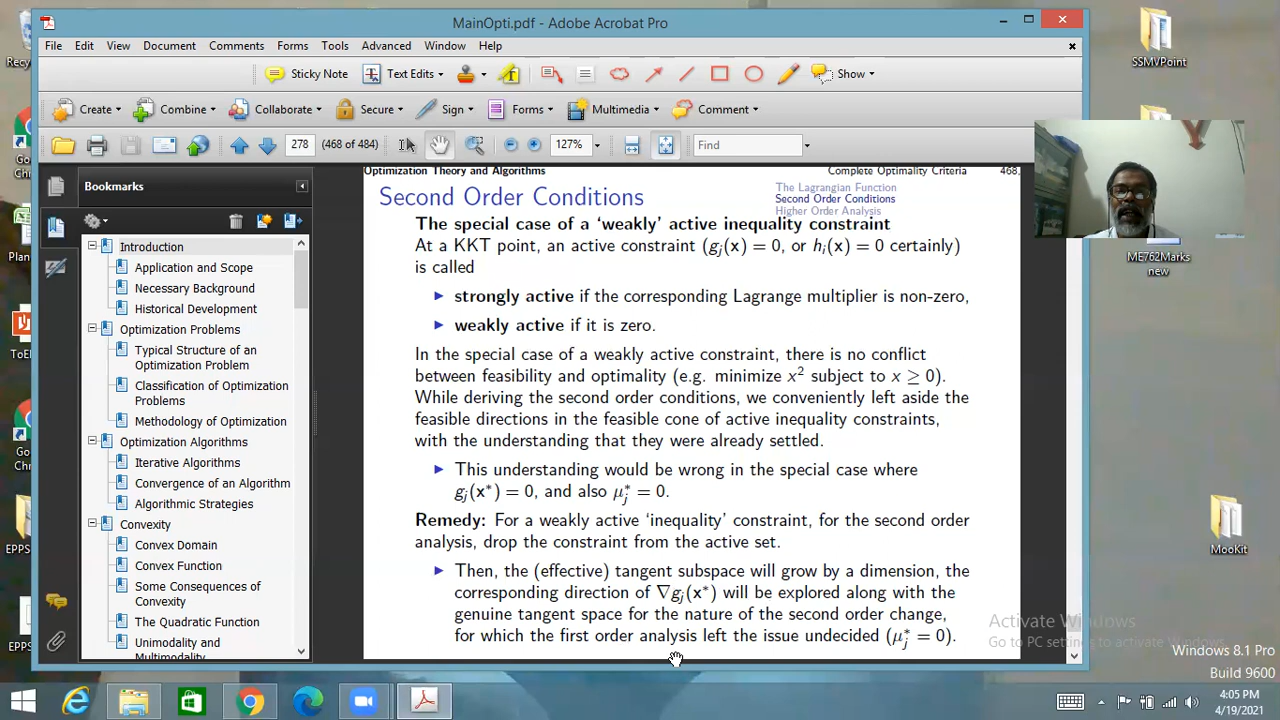 MainOpti.pdf - Adobe Acrobat Pro
File Edit View Document Comments Forms Tools Advanced Window Help
Sticky Note Text Edits Show
Create Combine Collaborate Secure Sign Forms Multimedia Comment
278 (468 of 484) 127% Find
Bookmarks
Introduction
Application and Scope
Necessary Background
Historical Development
Optimization Problems
Typical Structure of an
Optimization Problem
Classification of Optimization
Problems
Methodology of Optimization
Optimization Algorithms
Iterative Algorithms
Convergence of an Algorithm
Algorithmic Strategies
Convexity
Convex Domain
Convex Function
Some Consequences of
Convexity
The Quadratic Function
Unimodality and
Multimodality
Optimization Theory and Algorithms Complete Optimality Criteria 468,
Second Order Conditions
The Lagrangian Function
Second Order Conditions
Higher Order Analysis
The special case of a ‘weakly’ active inequality constraint
At a KKT point, an active constraint (gj(x) = 0, or hi(x) = 0 certainly)
is called
▶ strongly active if the corresponding Lagrange multiplier is non-zero,
▶ weakly active if it is zero.
In the special case of a weakly active constraint, there is no conflict
between feasibility and optimality (e.g. minimize x² subject to x ≥ 0).
While deriving the second order conditions, we conveniently left aside the
feasible directions in the feasible cone of active inequality constraints,
with the understanding that they were already settled.
▶ This understanding would be wrong in the special case where
gj(x*) = 0, and also μj* = 0.
Remedy: For a weakly active ‘inequality’ constraint, for the second order
analysis, drop the constraint from the active set.
▶ Then, the (effective) tangent subspace will grow by a dimension, the
corresponding direction of ∇gj(x*) will be explored along with the
genuine tangent space for the nature of the second order change,
for which the first order analysis left the issue undecided (μj* = 0).
SSMVPoint
ME762Marks
new
MooKit
Activate Windows
Go to PC settings to activate Windows.
Windows 8.1 Pro
Build 9600
4:05 PM
4/19/2021